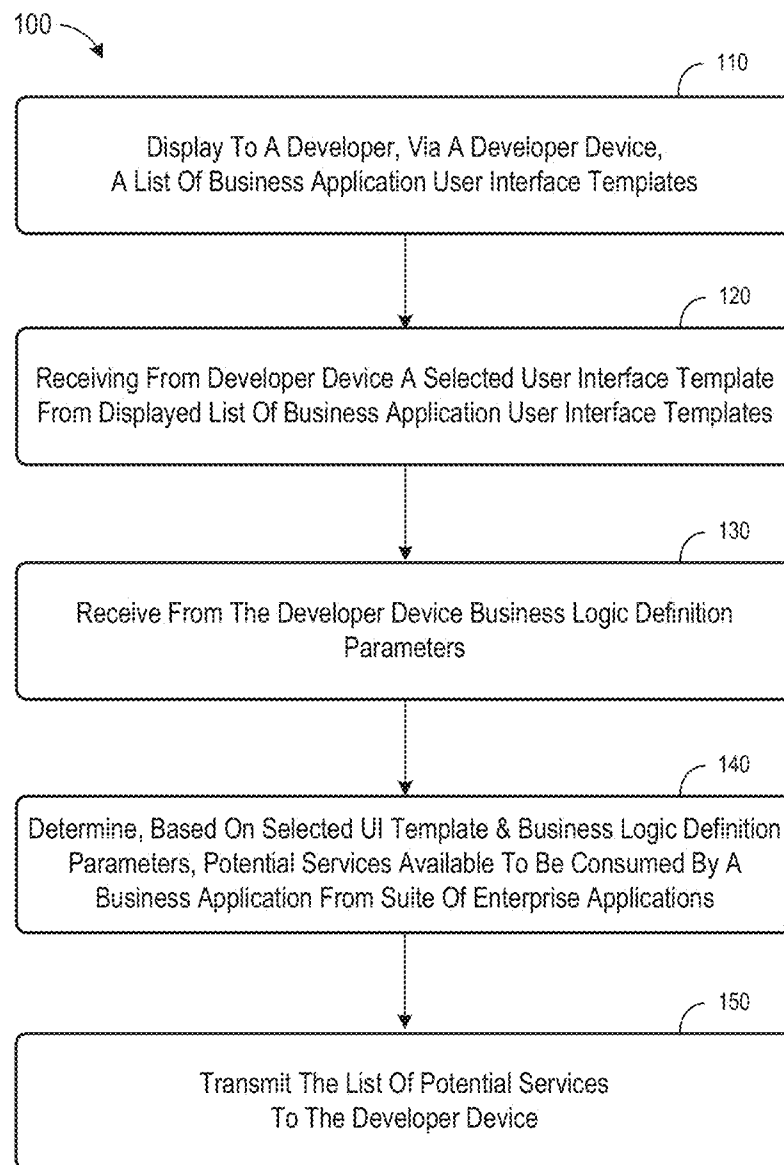 100
110
Display To A Developer, Via A Developer Device,
A List Of Business Application User Interface Templates
120
Receiving From Developer Device A Selected User Interface Template
From Displayed List Of Business Application User Interface Templates
130
Receive From The Developer Device Business Logic Definition
Parameters
140
Determine, Based On Selected UI Template & Business Logic Definition
Parameters, Potential Services Available To Be Consumed By A
Business Application From Suite Of Enterprise Applications
150
Transmit The List Of Potential Services
To The Developer Device